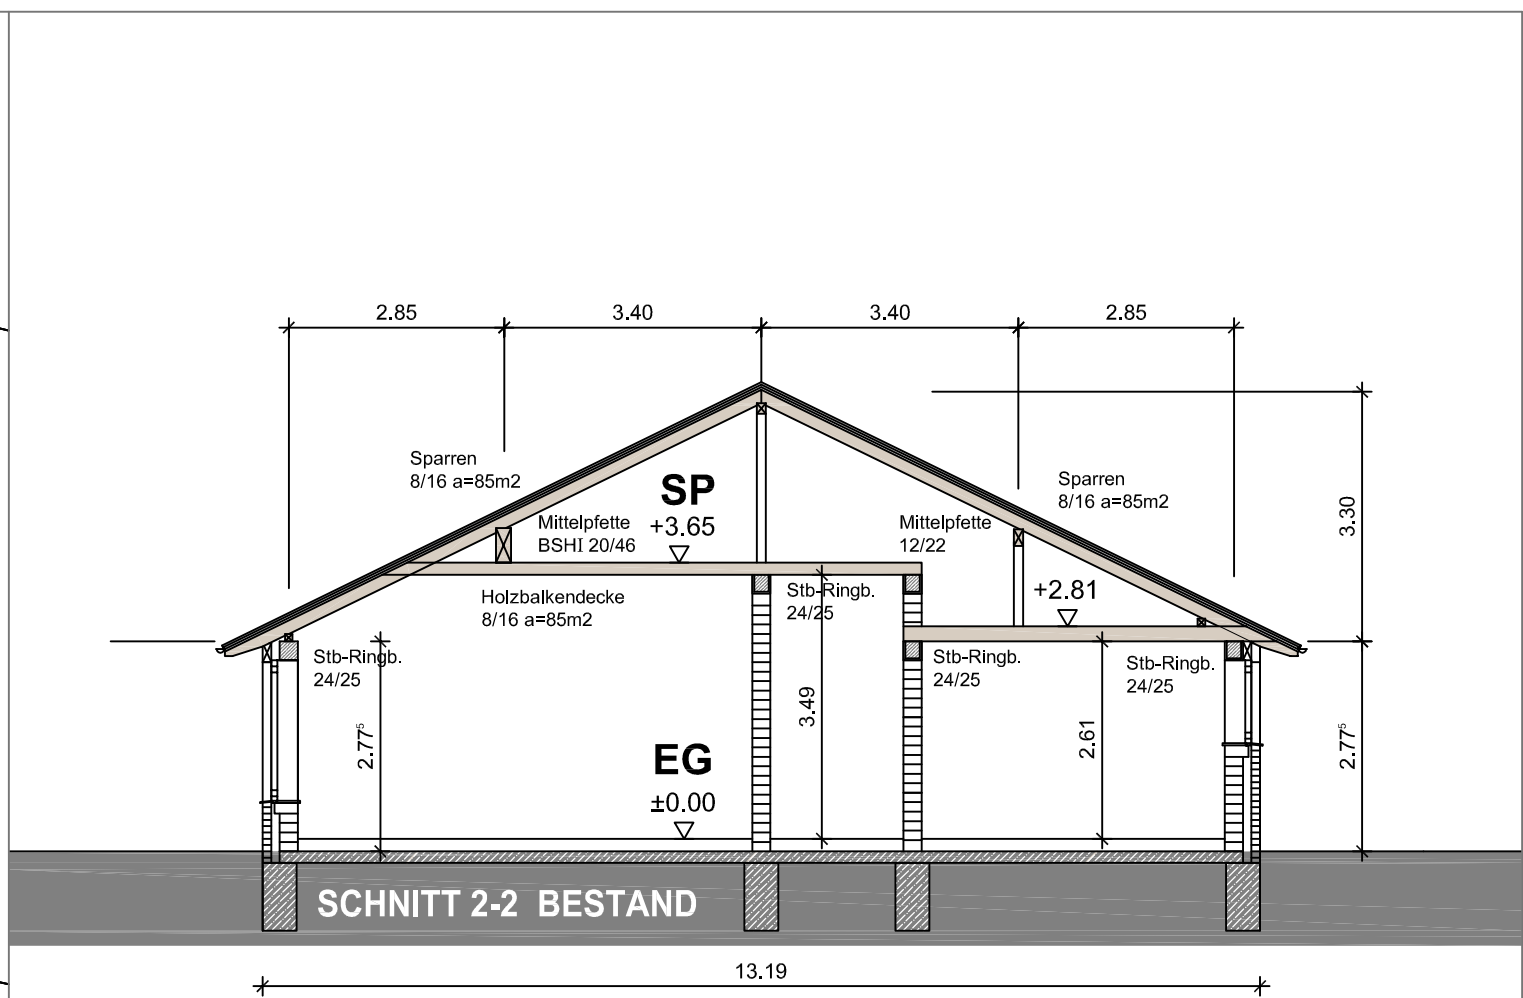 2.85
3.40
3.40
2.85
Sparren
8/16 a=85m2
SP
+3.65
Mittelpfette
BSHI 20/46
Mittelpfette
12/22
Sparren
8/16 a=85m2
3.30
Holzbalkendecke
8/16 a=85m2
Stb-Ringb.
24/25
+2.81
Stb-Ringb.
24/25
Stb-Ringb.
24/25
Stb-Ringb.
24/25
2.77⁵
3.49
2.61
2.77⁵
EG
±0.00
SCHNITT 2-2 BESTAND
13.19